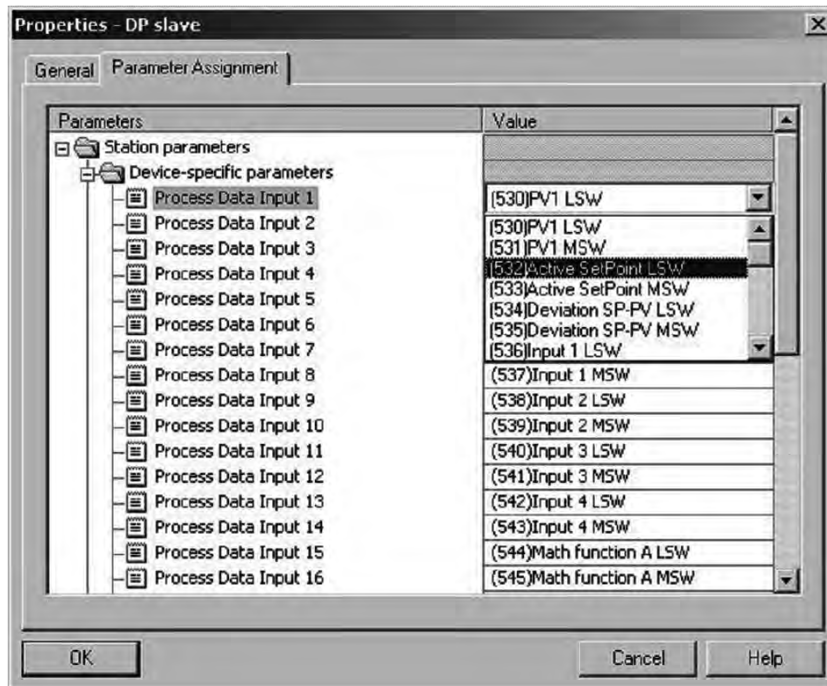 Properties - DP slave
General Parameter Assignment
Parameters Value
Station parameters
Device-specific parameters
Process Data Input 1 (530)PV1 LSW
Process Data Input 2 (530)PV1 LSW
Process Data Input 3 (531)PV1 MSW
Process Data Input 4 (532)Active SetPoint LSW
(533)Active SetPoint MSW
Process Data Input 5 (534)Deviation SP-PV LSW
Process Data Input 6 (535)Deviation SP-PV MSW
Process Data Input 7 (536)Input 1 LSW
Process Data Input 8 (537)Input 1 MSW
Process Data Input 9 (538)Input 2 LSW
Process Data Input 10 (539)Input 2 MSW
Process Data Input 11 (540)Input 3 LSW
Process Data Input 12 (541)Input 3 MSW
Process Data Input 13 (542)Input 4 LSW
Process Data Input 14 (543)Input 4 MSW
Process Data Input 15 (544)Math function A LSW
Process Data Input 16 (545)Math function A MSW
OK Cancel Help